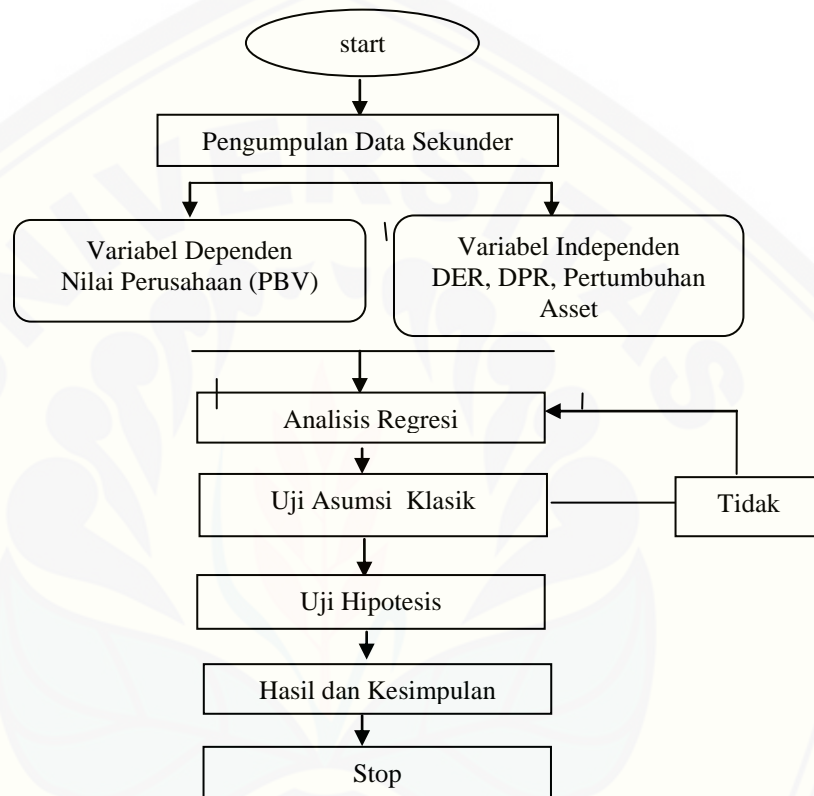 start
Pengumpulan Data Sekunder
Variabel Dependen
Nilai Perusahaan (PBV)
Variabel Independen
DER, DPR, Pertumbuhan
Asset
Analisis Regresi
Uji Asumsi Klasik
Tidak
Uji Hipotesis
Hasil dan Kesimpulan
Stop
UNIVERSITAS